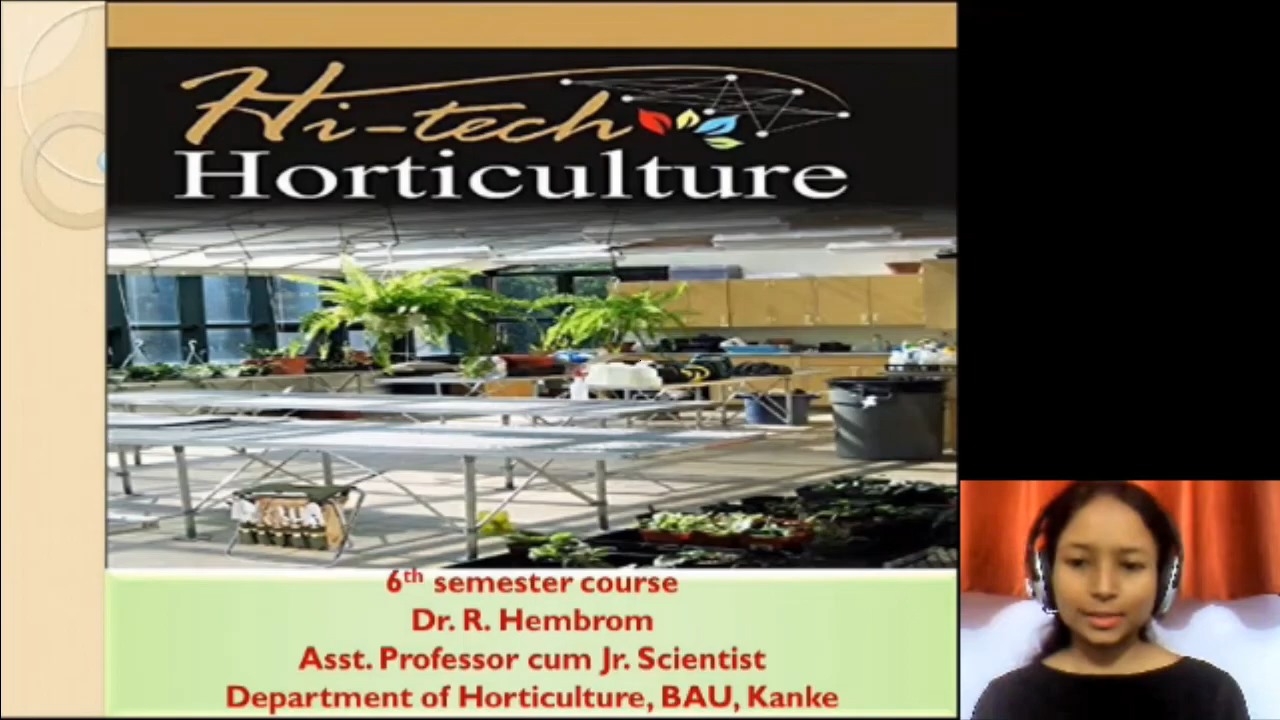 Hi-tech
Horticulture
6th semester course
Dr. R. Hembrom
Asst. Professor cum Jr. Scientist
Department of Horticulture, BAU, Kanke